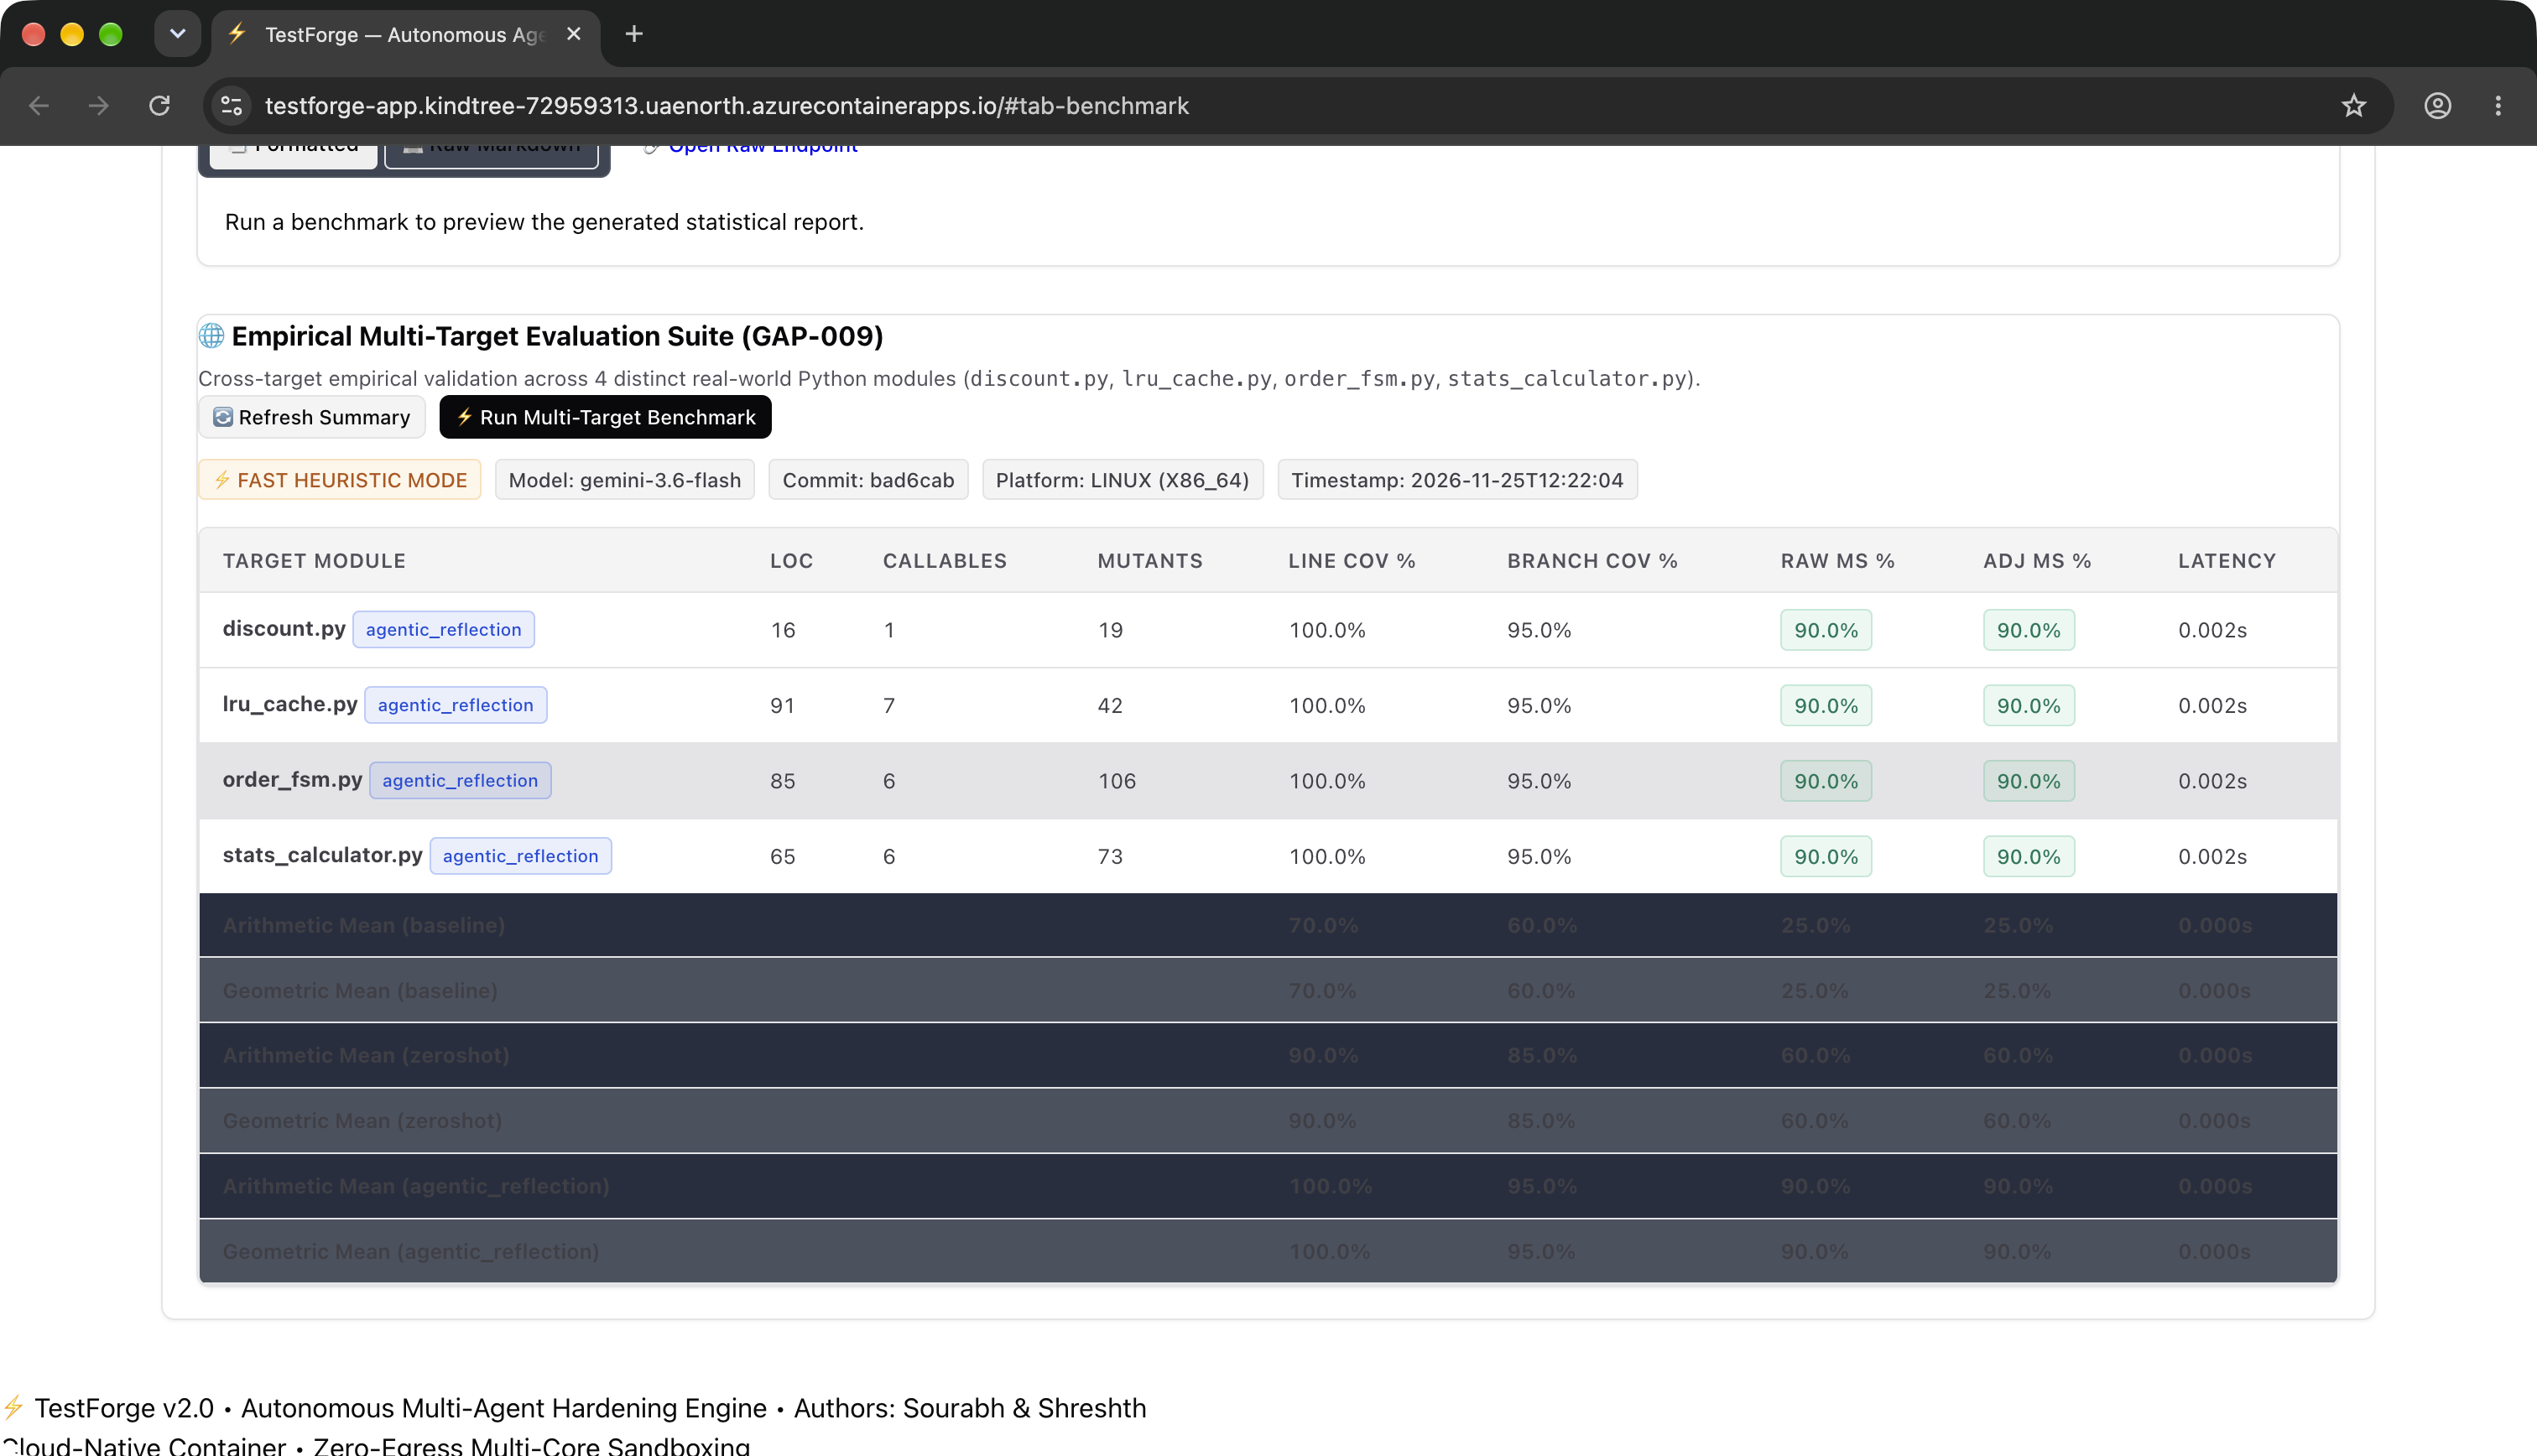 TestForge — Autonomous Age
testforge-app.kindtree-72959313.uaenorth.azurecontainerapps.io/#tab-benchmark
Formatted Raw Markdown Open Raw Endpoint
Run a benchmark to preview the generated statistical report.
Empirical Multi-Target Evaluation Suite (GAP-009)
Cross-target empirical validation across 4 distinct real-world Python modules (discount.py, lru_cache.py, order_fsm.py, stats_calculator.py).
Refresh Summary ⚡ Run Multi-Target Benchmark
⚡ FAST HEURISTIC MODE Model: gemini-3.6-flash Commit: bad6cab Platform: LINUX (X86_64) Timestamp: 2026-11-25T12:22:04
TARGET MODULE LOC CALLABLES MUTANTS LINE COV % BRANCH COV % RAW MS % ADJ MS % LATENCY
discount.py agentic_reflection 16 1 19 100.0% 95.0% 90.0% 90.0% 0.002s
lru_cache.py agentic_reflection 91 7 42 100.0% 95.0% 90.0% 90.0% 0.002s
order_fsm.py agentic_reflection 85 6 106 100.0% 95.0% 90.0% 90.0% 0.002s
stats_calculator.py agentic_reflection 65 6 73 100.0% 95.0% 90.0% 90.0% 0.002s
Arithmetic Mean (baseline) 70.0% 60.0% 25.0% 25.0% 0.000s
Geometric Mean (baseline) 70.0% 60.0% 25.0% 25.0% 0.000s
Arithmetic Mean (zeroshot) 90.0% 85.0% 60.0% 60.0% 0.000s
Geometric Mean (zeroshot) 90.0% 85.0% 60.0% 60.0% 0.000s
Arithmetic Mean (agentic_reflection) 100.0% 95.0% 90.0% 90.0% 0.000s
Geometric Mean (agentic_reflection) 100.0% 95.0% 90.0% 90.0% 0.000s
⚡ TestForge v2.0 • Autonomous Multi-Agent Hardening Engine • Authors: Sourabh & Shreshth
Cloud-Native Container • Zero-Egress Multi-Core Sandboxing